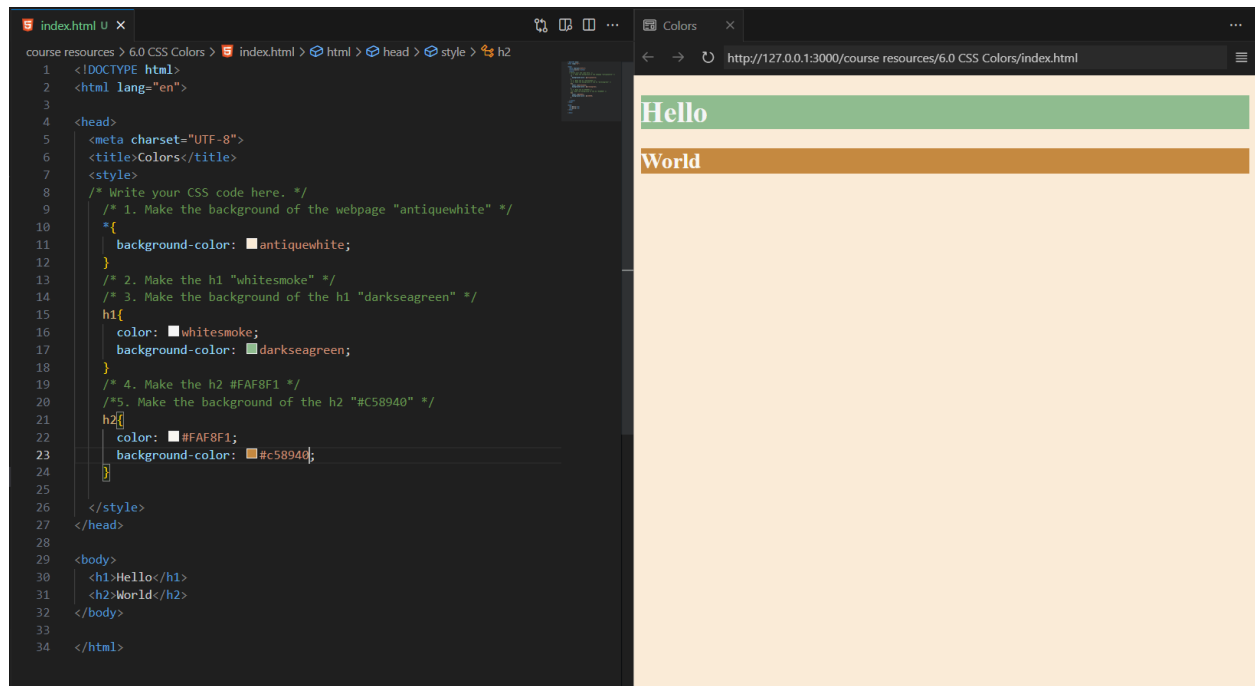 index.html U
course resources > 6.0 CSS Colors > index.html > html > head > style > h2
1 <!DOCTYPE html>
2 <html lang="en">
3
4 <head>
5 <meta charset="UTF-8">
6 <title>Colors</title>
7 <style>
8 /* Write your CSS code here. */
9 /* 1. Make the background of the webpage "antiquewhite" */
10 *{
11 background-color: antiquewhite;
12 }
13 /* 2. Make the h1 "whitesmoke" */
14 /* 3. Make the background of the h1 "darkseagreen" */
15 h1{
16 color: whitesmoke;
17 background-color: darkseagreen;
18 }
19 /* 4. Make the h2 #FAF8F1 */
20 /*5. Make the background of the h2 "#C58940" */
21 h2{
22 color: #FAF8F1;
23 background-color: #c58940;
24 }
25
26 </style>
27 </head>
28
29 <body>
30 <h1>Hello</h1>
31 <h2>World</h2>
32 </body>
33
34 </html>
Colors
http://127.0.0.1:3000/course resources/6.0 CSS Colors/index.html
Hello
World